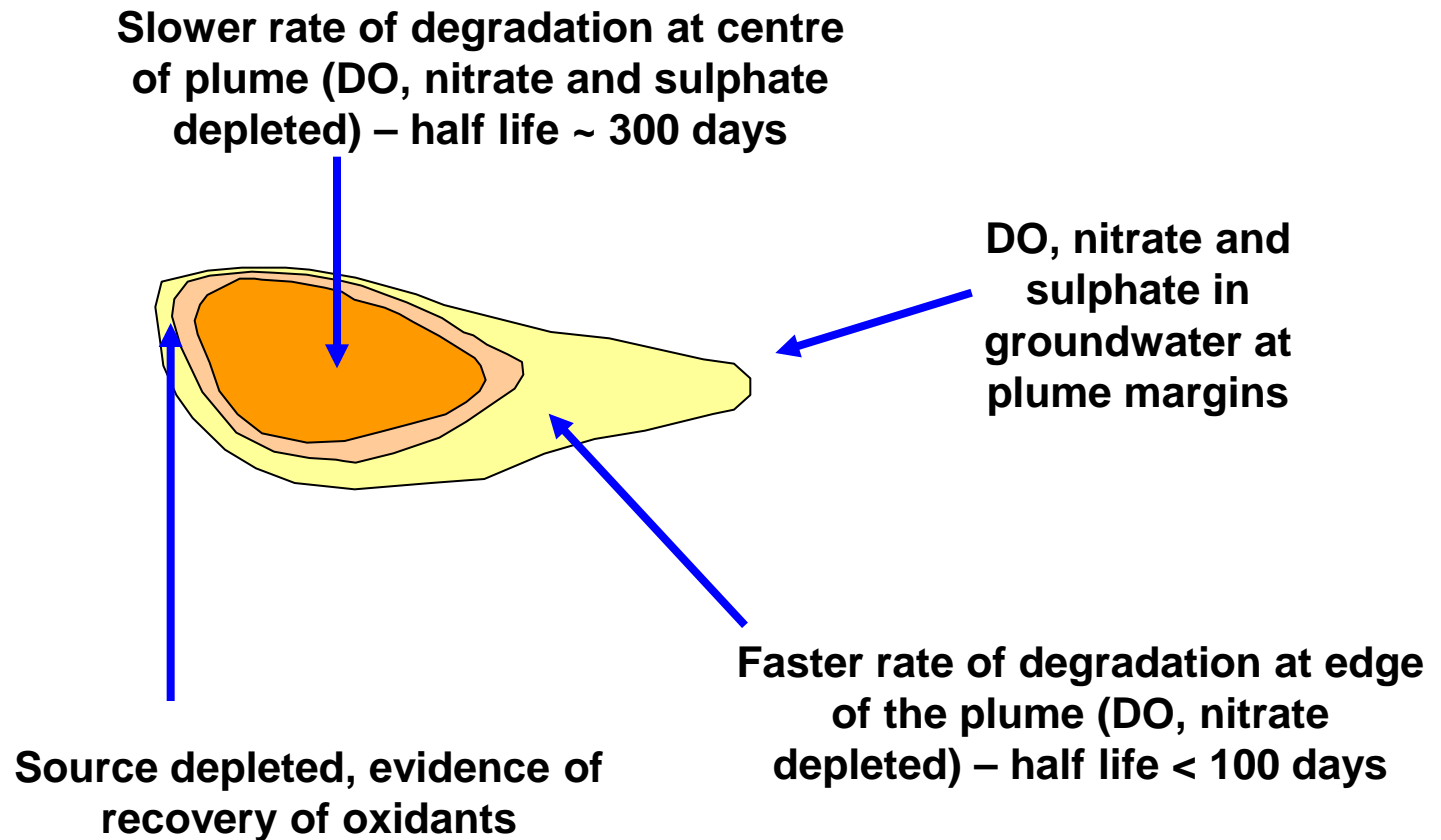 Slower rate of degradation at centre
of plume (DO, nitrate and sulphate
depleted) – half life ~ 300 days
DO, nitrate and
sulphate in
groundwater at
plume margins
Faster rate of degradation at edge
of the plume (DO, nitrate
depleted) – half life < 100 days
Source depleted, evidence of
recovery of oxidants